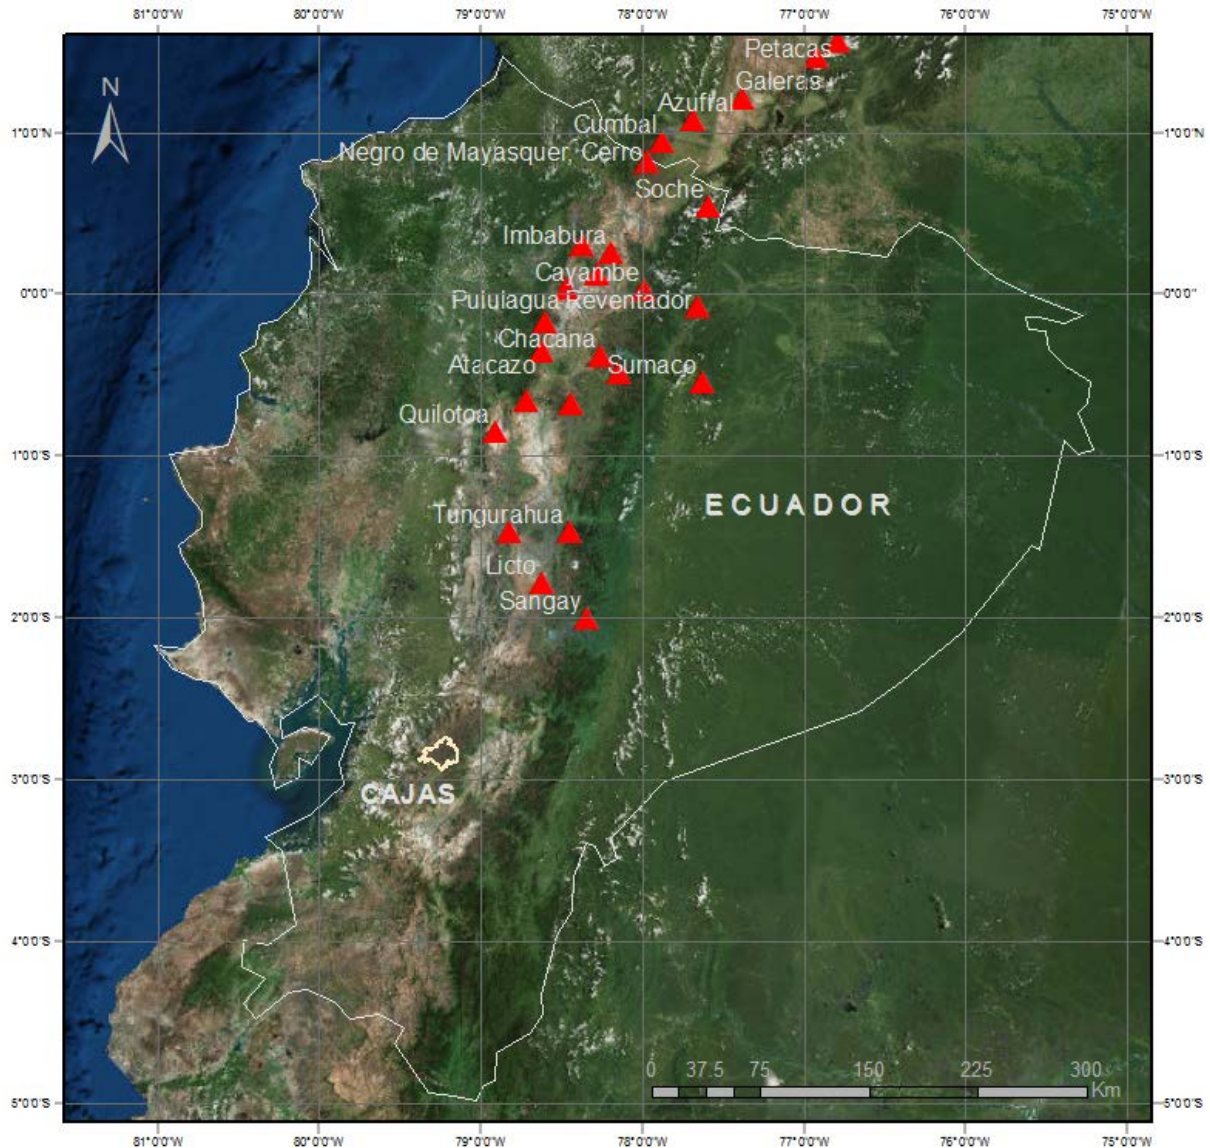 81°0'0"W 80°0'0"W 79°0'0"W 78°0'0"W 77°0'0"W 76°0'0"W 75°0'0"W
N
Petacas
Galeras
Azufral
1°0'0"N 1°0'0"N
Cumbal
Negro de Mayasquer, Cerro
Soche
Imbabura
Cayambe
0°0'0" 0°0'0"
Pululagua Reventador
Chacana
Atacazo Sumaco
Quilotoa
1°0'0"S 1°0'0"S
ECUADOR
Tungurahua
Licto
Sangay
2°0'0"S 2°0'0"S
3°0'0"S 3°0'0"S
CAJAS
4°0'0"S 4°0'0"S
0 37.5 75 150 225 300
Km
5°0'0"S 5°0'0"S
81°0'0"W 80°0'0"W 79°0'0"W 78°0'0"W 77°0'0"W 76°0'0"W 75°0'0"W